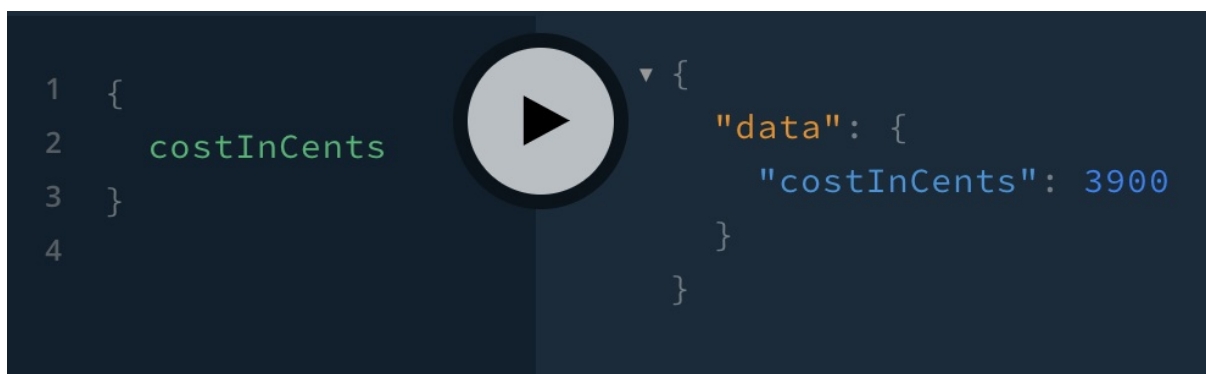 1 {
2 costInCents
3 }
4
▼ {
"data": {
"costInCents": 3900
}
}